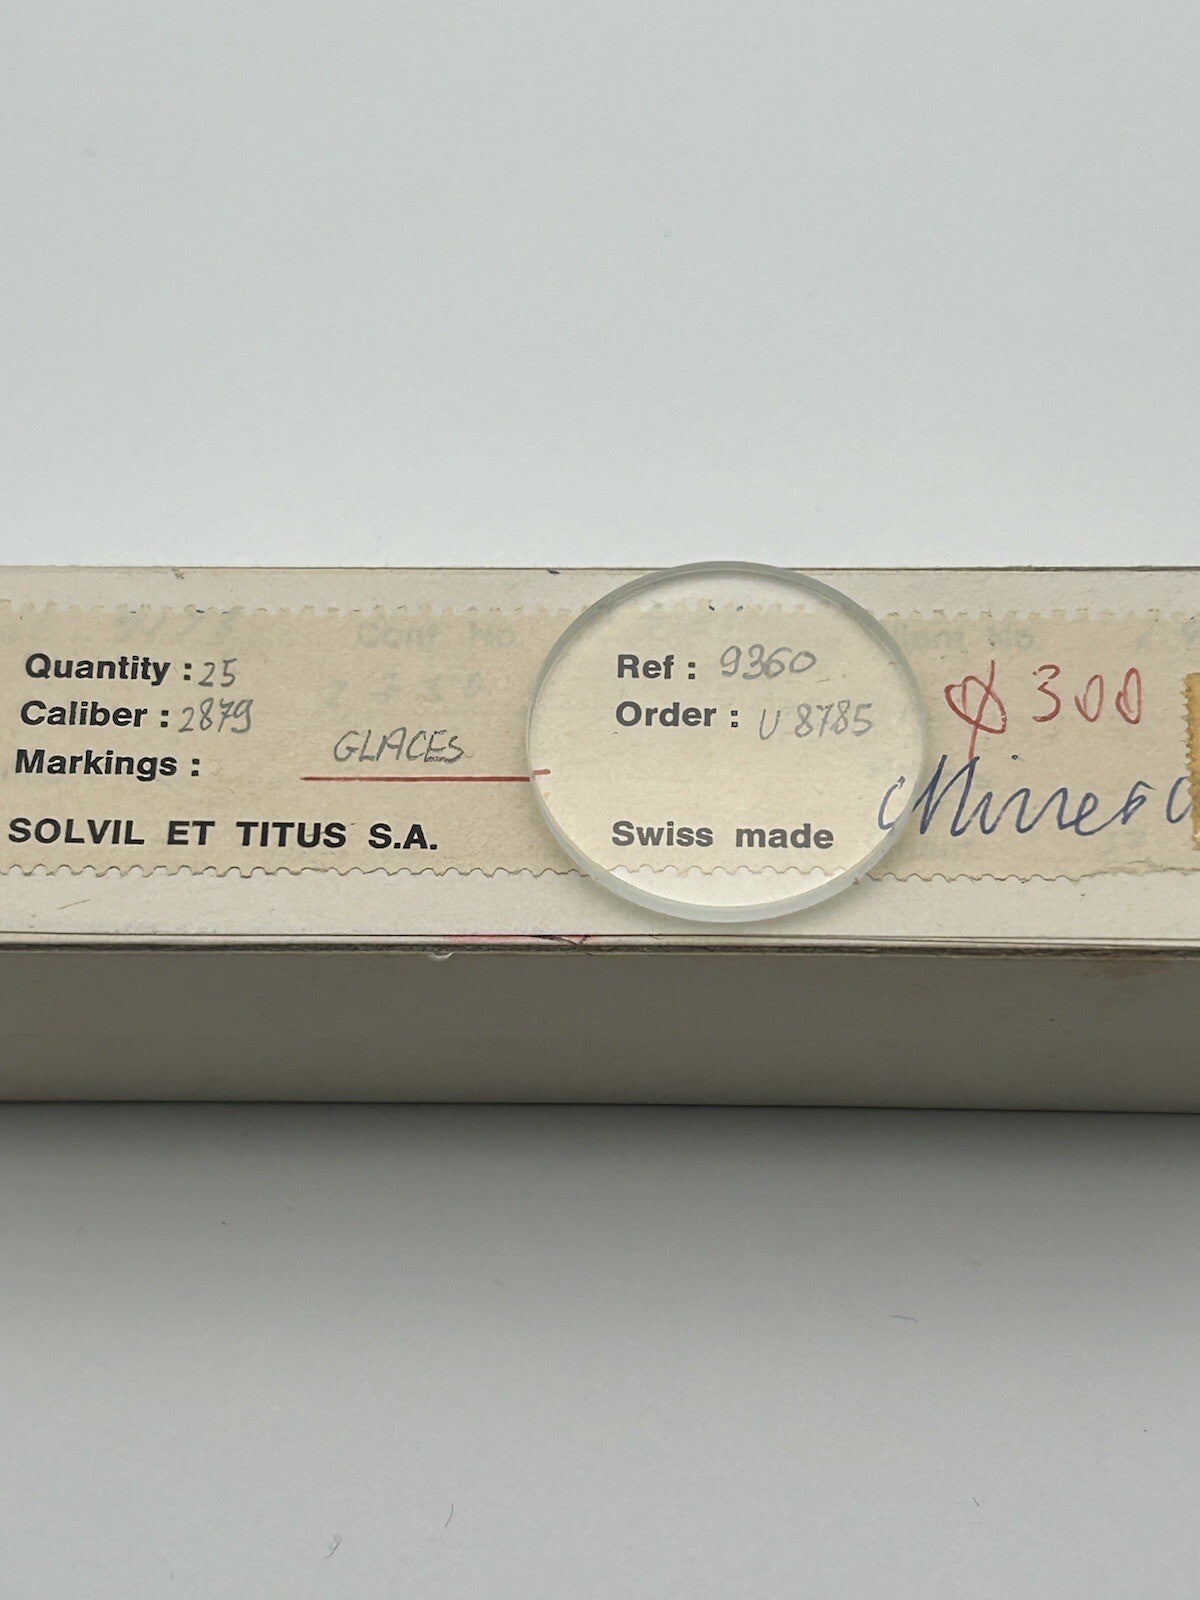 Quantity : 25
Caliber : 2879
Markings :
GLACES
SOLVIL ET TITUS S.A.
Ref : 9360
Order : U 8785
Swiss made
ø 300